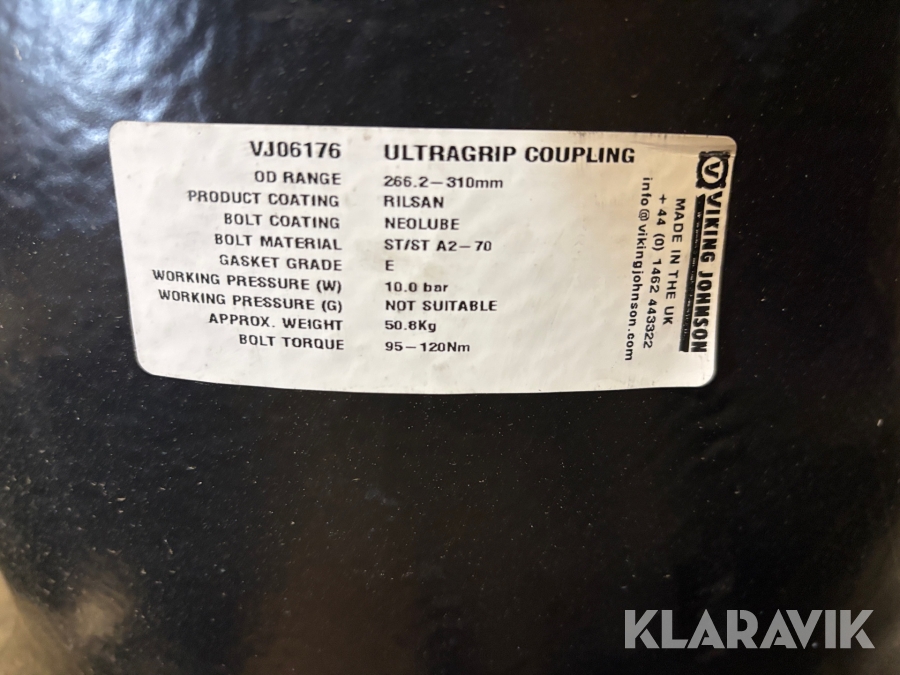 VJ06176 ULTRAGRIP COUPLING
OD RANGE 266.2-310mm
PRODUCT COATING RILSAN
BOLT COATING NEOLUBE
BOLT MATERIAL ST/ST A2-70
GASKET GRADE E
WORKING PRESSURE (W) 10.0 bar
WORKING PRESSURE (G) NOT SUITABLE
APPROX. WEIGHT 50.8Kg
BOLT TORQUE 95-120Nm
VIKING JOHNSON
MADE IN THE UK
+44 (0) 1462 443322
info@vikingjohnson.com
KLARAVIK